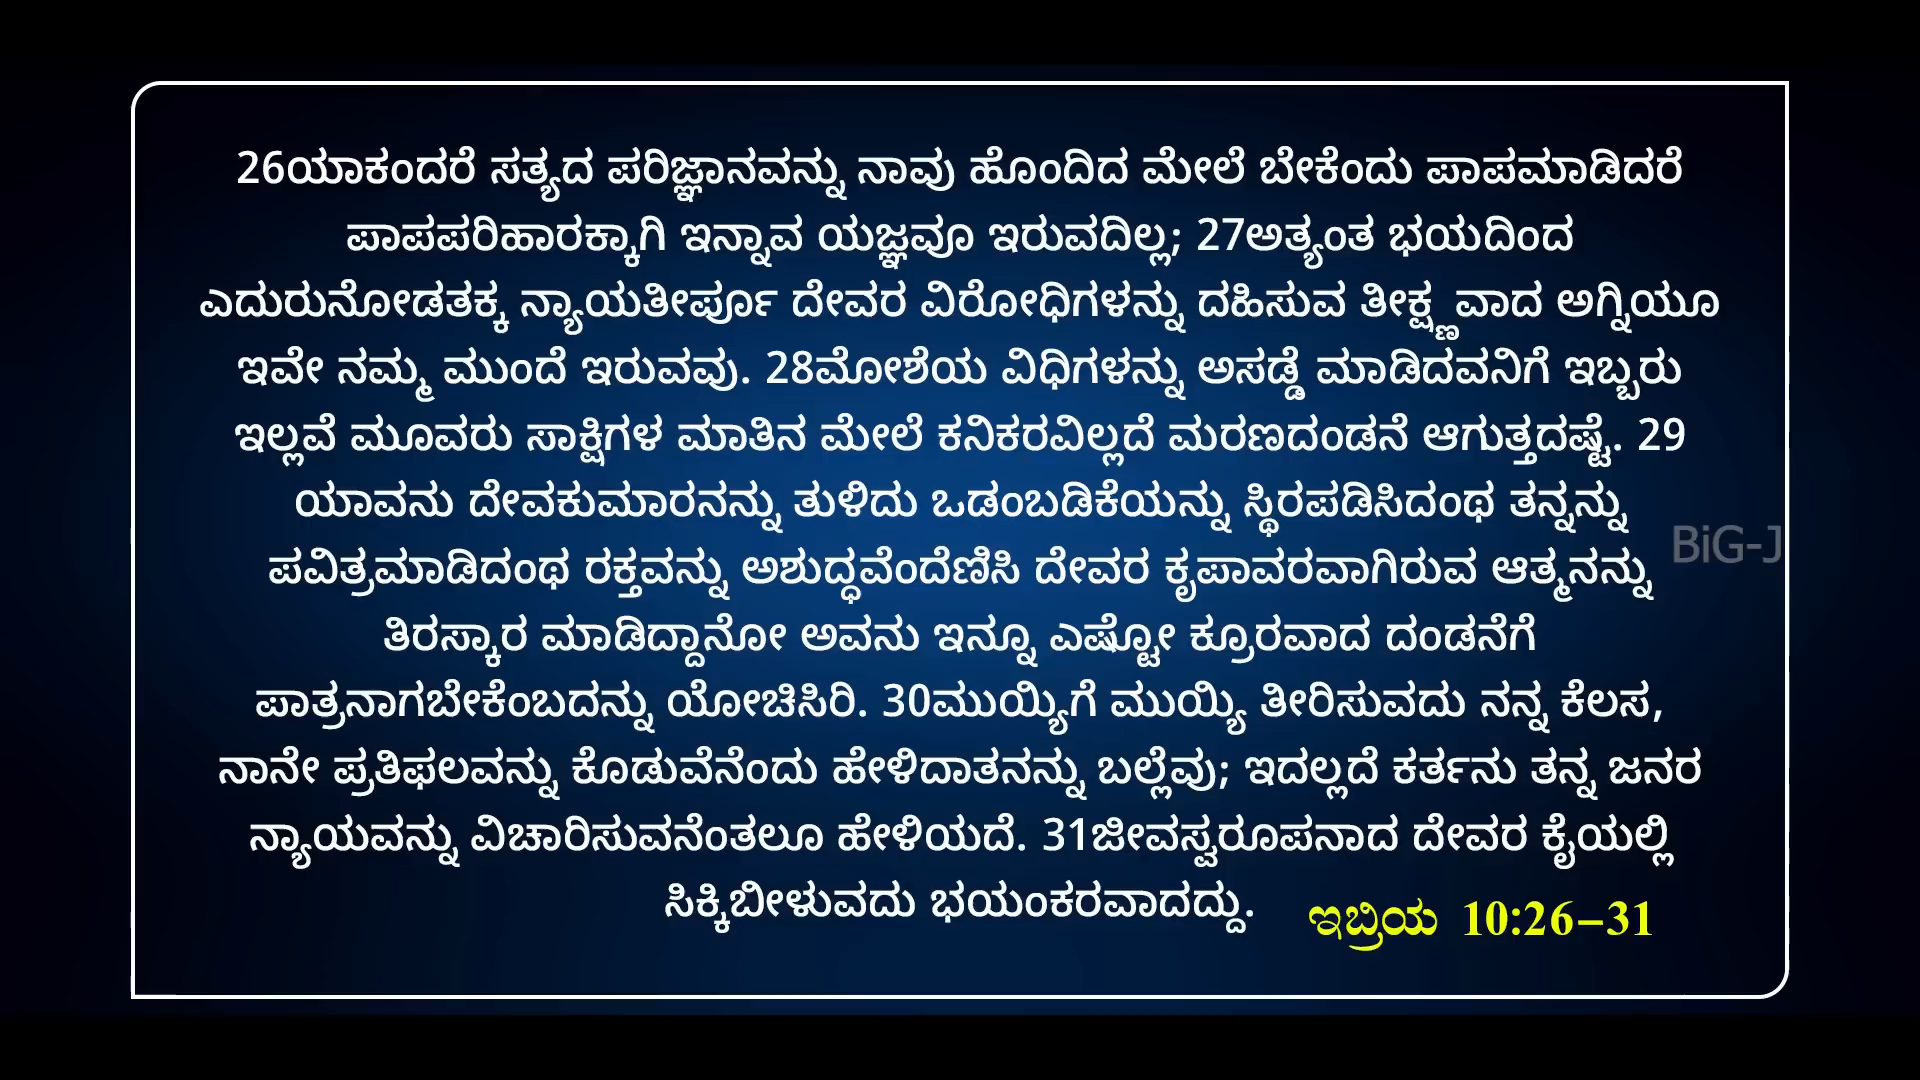 26ಯಾಕಂದರೆ ಸತ್ಯದ ಪರಿಜ್ಞಾನವನ್ನು ನಾವು ಹೊಂದಿದ ಮೇಲೆ ಬೇಕೆಂದು ಪಾಪಮಾಡಿದರೆ
ಪಾಪಪರಿಹಾರಕ್ಕಾಗಿ ಇನ್ನಾವ ಯಜ್ಞವೂ ಇರುವದಿಲ್ಲ; 27ಅತ್ಯಂತ ಭಯದಿಂದ
ಎದುರುನೋಡತಕ್ಕ ನ್ಯಾಯತೀರ್ಪೂ ದೇವರ ವಿರೋಧಿಗಳನ್ನು ದಹಿಸುವ ತೀಕ್ಷ್ಣವಾದ ಅಗ್ನಿಯೂ
ಇವೇ ನಮ್ಮ ಮುಂದೆ ಇರುವವು. 28ಮೋಶೆಯ ವಿಧಿಗಳನ್ನು ಅಸಡ್ಡೆ ಮಾಡಿದವನಿಗೆ ಇಬ್ಬರು
ಇಲ್ಲವೆ ಮೂವರು ಸಾಕ್ಷಿಗಳ ಮಾತಿನ ಮೇಲೆ ಕನಿಕರವಿಲ್ಲದೆ ಮರಣದಂಡನೆ ಆಗುತ್ತದಷ್ಟೆ. 29
ಯಾವನು ದೇವಕುಮಾರನನ್ನು ತುಳಿದು ಒಡಂಬಡಿಕೆಯನ್ನು ಸ್ಥಿರಪಡಿಸಿದಂಥ ತನ್ನನ್ನು
ಪವಿತ್ರಮಾಡಿದಂಥ ರಕ್ತವನ್ನು ಅಶುದ್ಧವೆಂದೆಣಿಸಿ ದೇವರ ಕೃಪಾವರವಾಗಿರುವ ಆತ್ಮನನ್ನು
ತಿರಸ್ಕಾರ ಮಾಡಿದ್ದಾನೋ ಅವನು ಇನ್ನೂ ಎಷ್ಟೋ ಕ್ರೂರವಾದ ದಂಡನೆಗೆ
ಪಾತ್ರನಾಗಬೇಕೆಂಬದನ್ನು ಯೋಚಿಸಿರಿ. 30ಮುಯ್ಯಿಗೆ ಮುಯ್ಯಿ ತೀರಿಸುವದು ನನ್ನ ಕೆಲಸ,
ನಾನೇ ಪ್ರತಿಫಲವನ್ನು ಕೊಡುವೆನೆಂದು ಹೇಳಿದಾತನನ್ನು ಬಲ್ಲೆವು; ಇದಲ್ಲದೆ ಕರ್ತನು ತನ್ನ ಜನರ
ನ್ಯಾಯವನ್ನು ವಿಚಾರಿಸುವನೆಂತಲೂ ಹೇಳಿಯದೆ. 31ಜೀವಸ್ವರೂಪನಾದ ದೇವರ ಕೈಯಲ್ಲಿ
ಸಿಕ್ಕಿಬೀಳುವದು ಭಯಂಕರವಾದದ್ದು.
ಇಬ್ರಿಯ 10:26-31
BiG-J